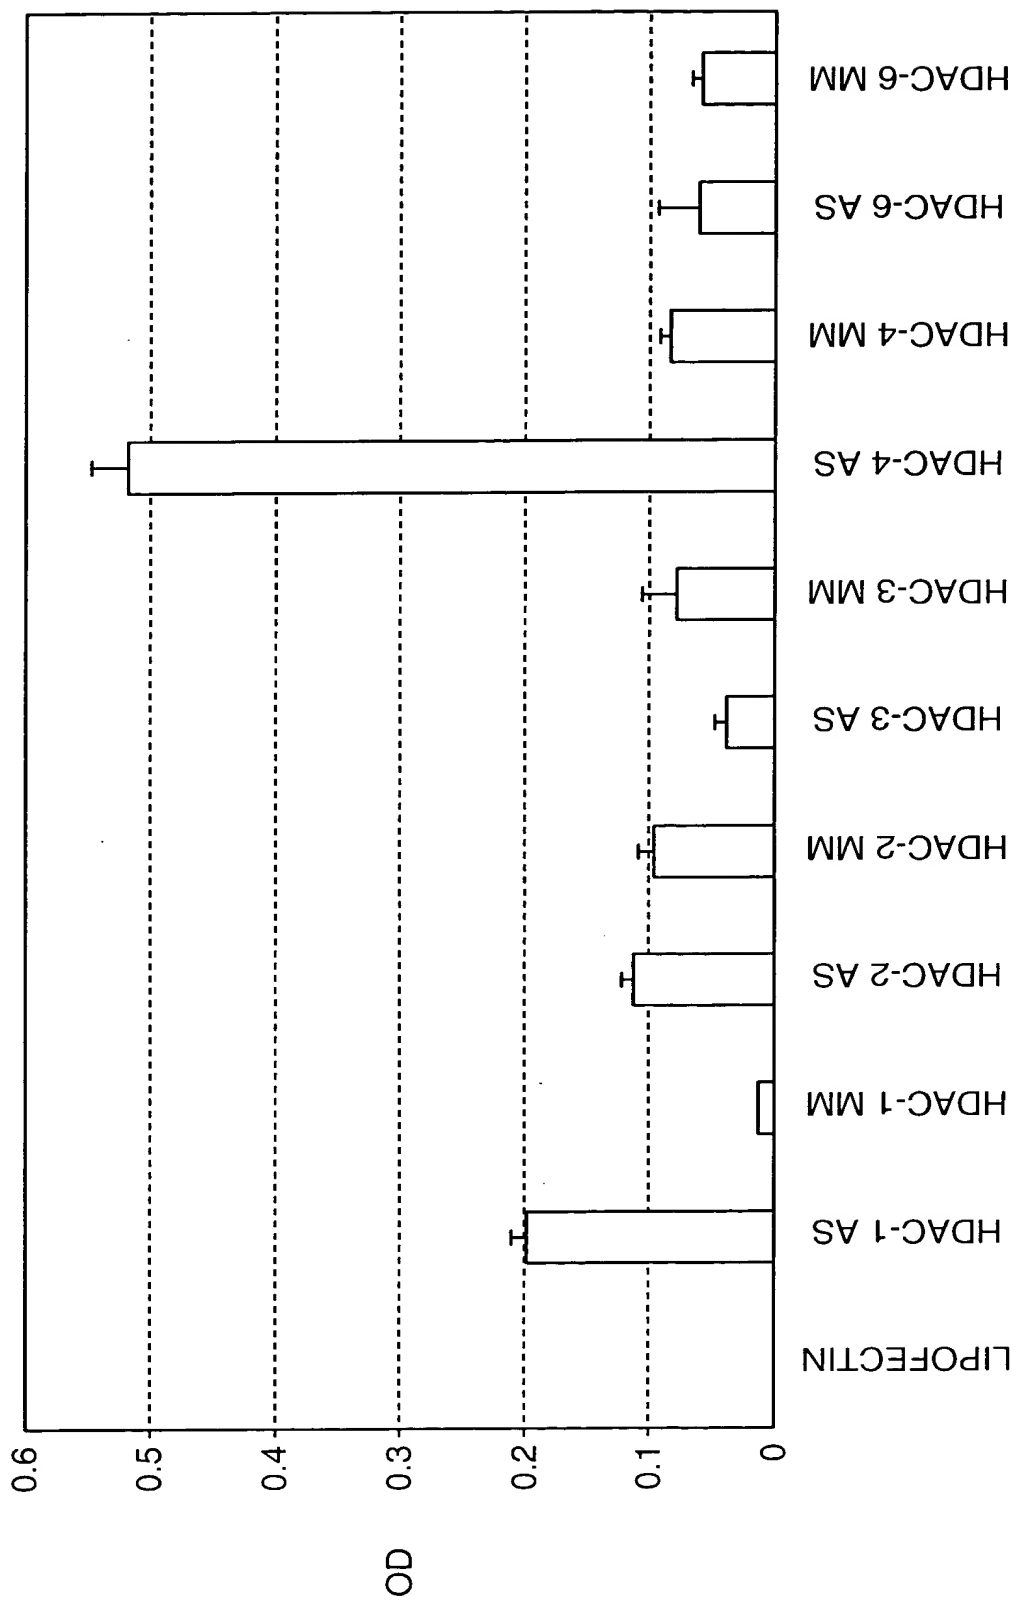 OD
0.6
0.5
0.4
0.3
0.2
0.1
0
LIPOFECTIN
HDAC-1 AS
HDAC-1 MM
HDAC-2 AS
HDAC-2 MM
HDAC-3 AS
HDAC-3 MM
HDAC-4 AS
HDAC-4 MM
HDAC-6 AS
HDAC-6 MM